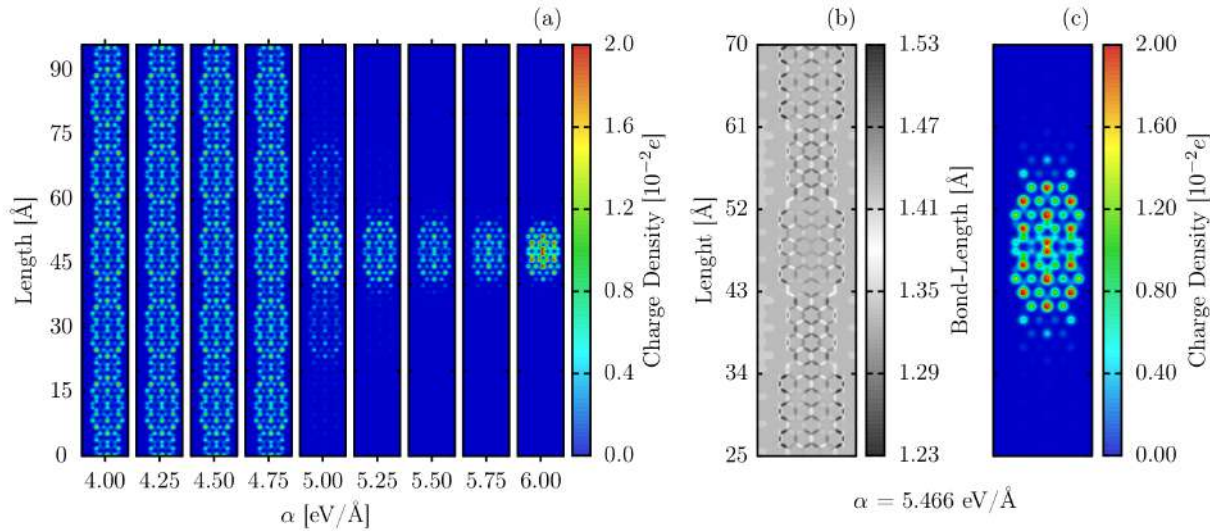 (a)
(b)
(c)
Length [Å]
90
75
60
45
30
15
0
4.00 4.25 4.50 4.75 5.00 5.25 5.50 5.75 6.00
α [eV/Å]
2.0
1.6
1.2
0.8
0.4
0.0
Charge Density [10⁻²e]
Lenght [Å]
70
61
52
43
34
25
1.53
1.47
1.41
1.35
1.29
1.23
Bond-Length [Å]
2.00
1.60
1.20
0.80
0.40
0.00
Charge Density [10⁻²e]
α = 5.466 eV/Å